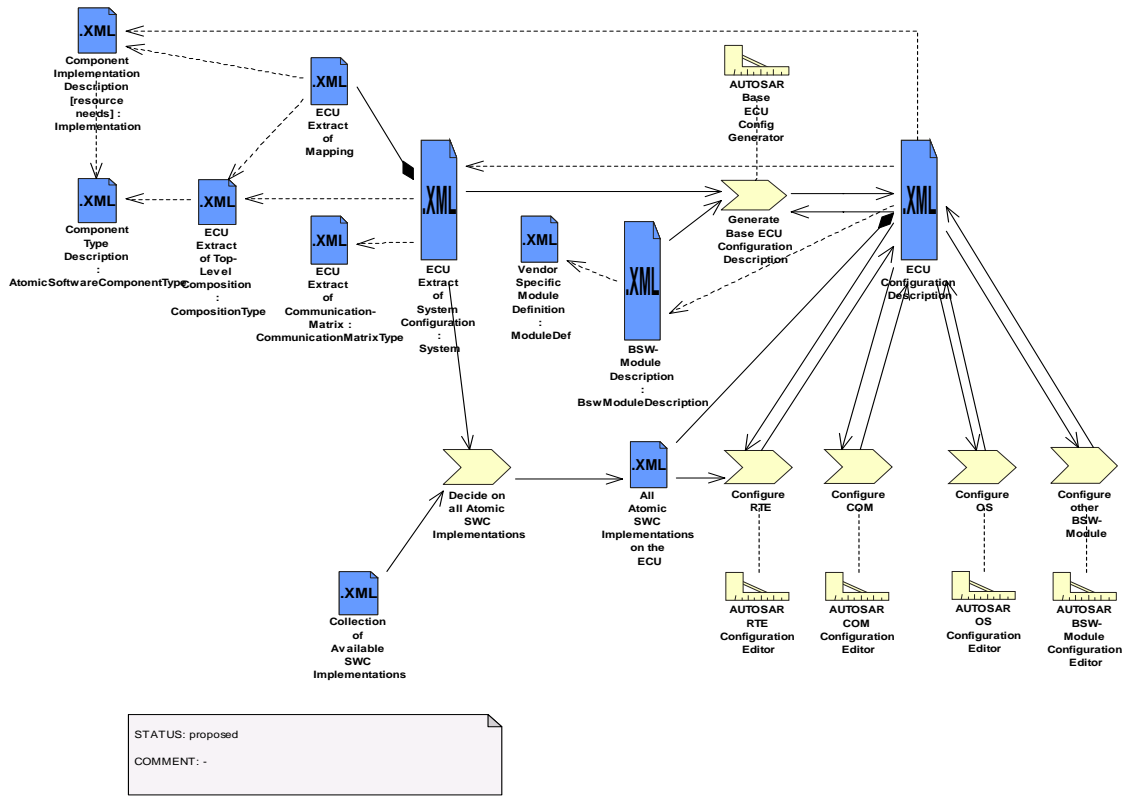 .XML
Component
Implementation
Description
[resource
needs] :
Implementation
.XML
ECU
Extract
of
Mapping
AUTOSAR
Base
ECU
Config
Generator
.XML
Component
Type
Description
:
AtomicSoftwareComponentType
.XML
ECU
Extract
of Top-
Level
Composition
:
CompositionType
.XML
ECU
Extract
of
Communication-
Matrix :
CommunicationMatrixType
.XML
ECU
Extract
of
System
Configuration
:
System
.XML
Vendor
Specific
Module
Definition
:
ModuleDef
.XML
BSW-
Module
Description
:
BswModuleDescription
Generate
Base ECU
Configuration
Description
.XML
ECU
Configuration
Description
Decide on
all Atomic
SWC
Implementations
.XML
All
Atomic
SWC
Implementations
on the
ECU
Configure
RTE
Configure
COM
Configure
OS
Configure
other
BSW-
Module
.XML
Collection
of
Available
SWC
Implementations
AUTOSAR
RTE
Configuration
Editor
AUTOSAR
COM
Configuration
Editor
AUTOSAR
OS
Configuration
Editor
AUTOSAR
BSW-
Module
Configuration
Editor
STATUS: proposed
COMMENT: -